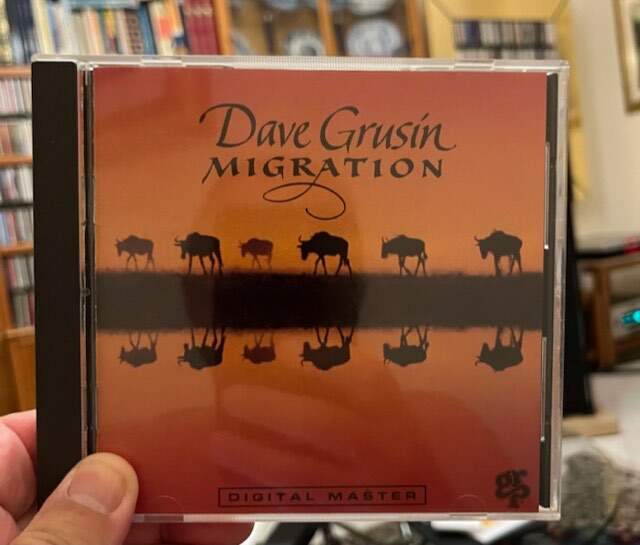 Dave Grusin
MIGRATION
DIGITAL MASTER
grp